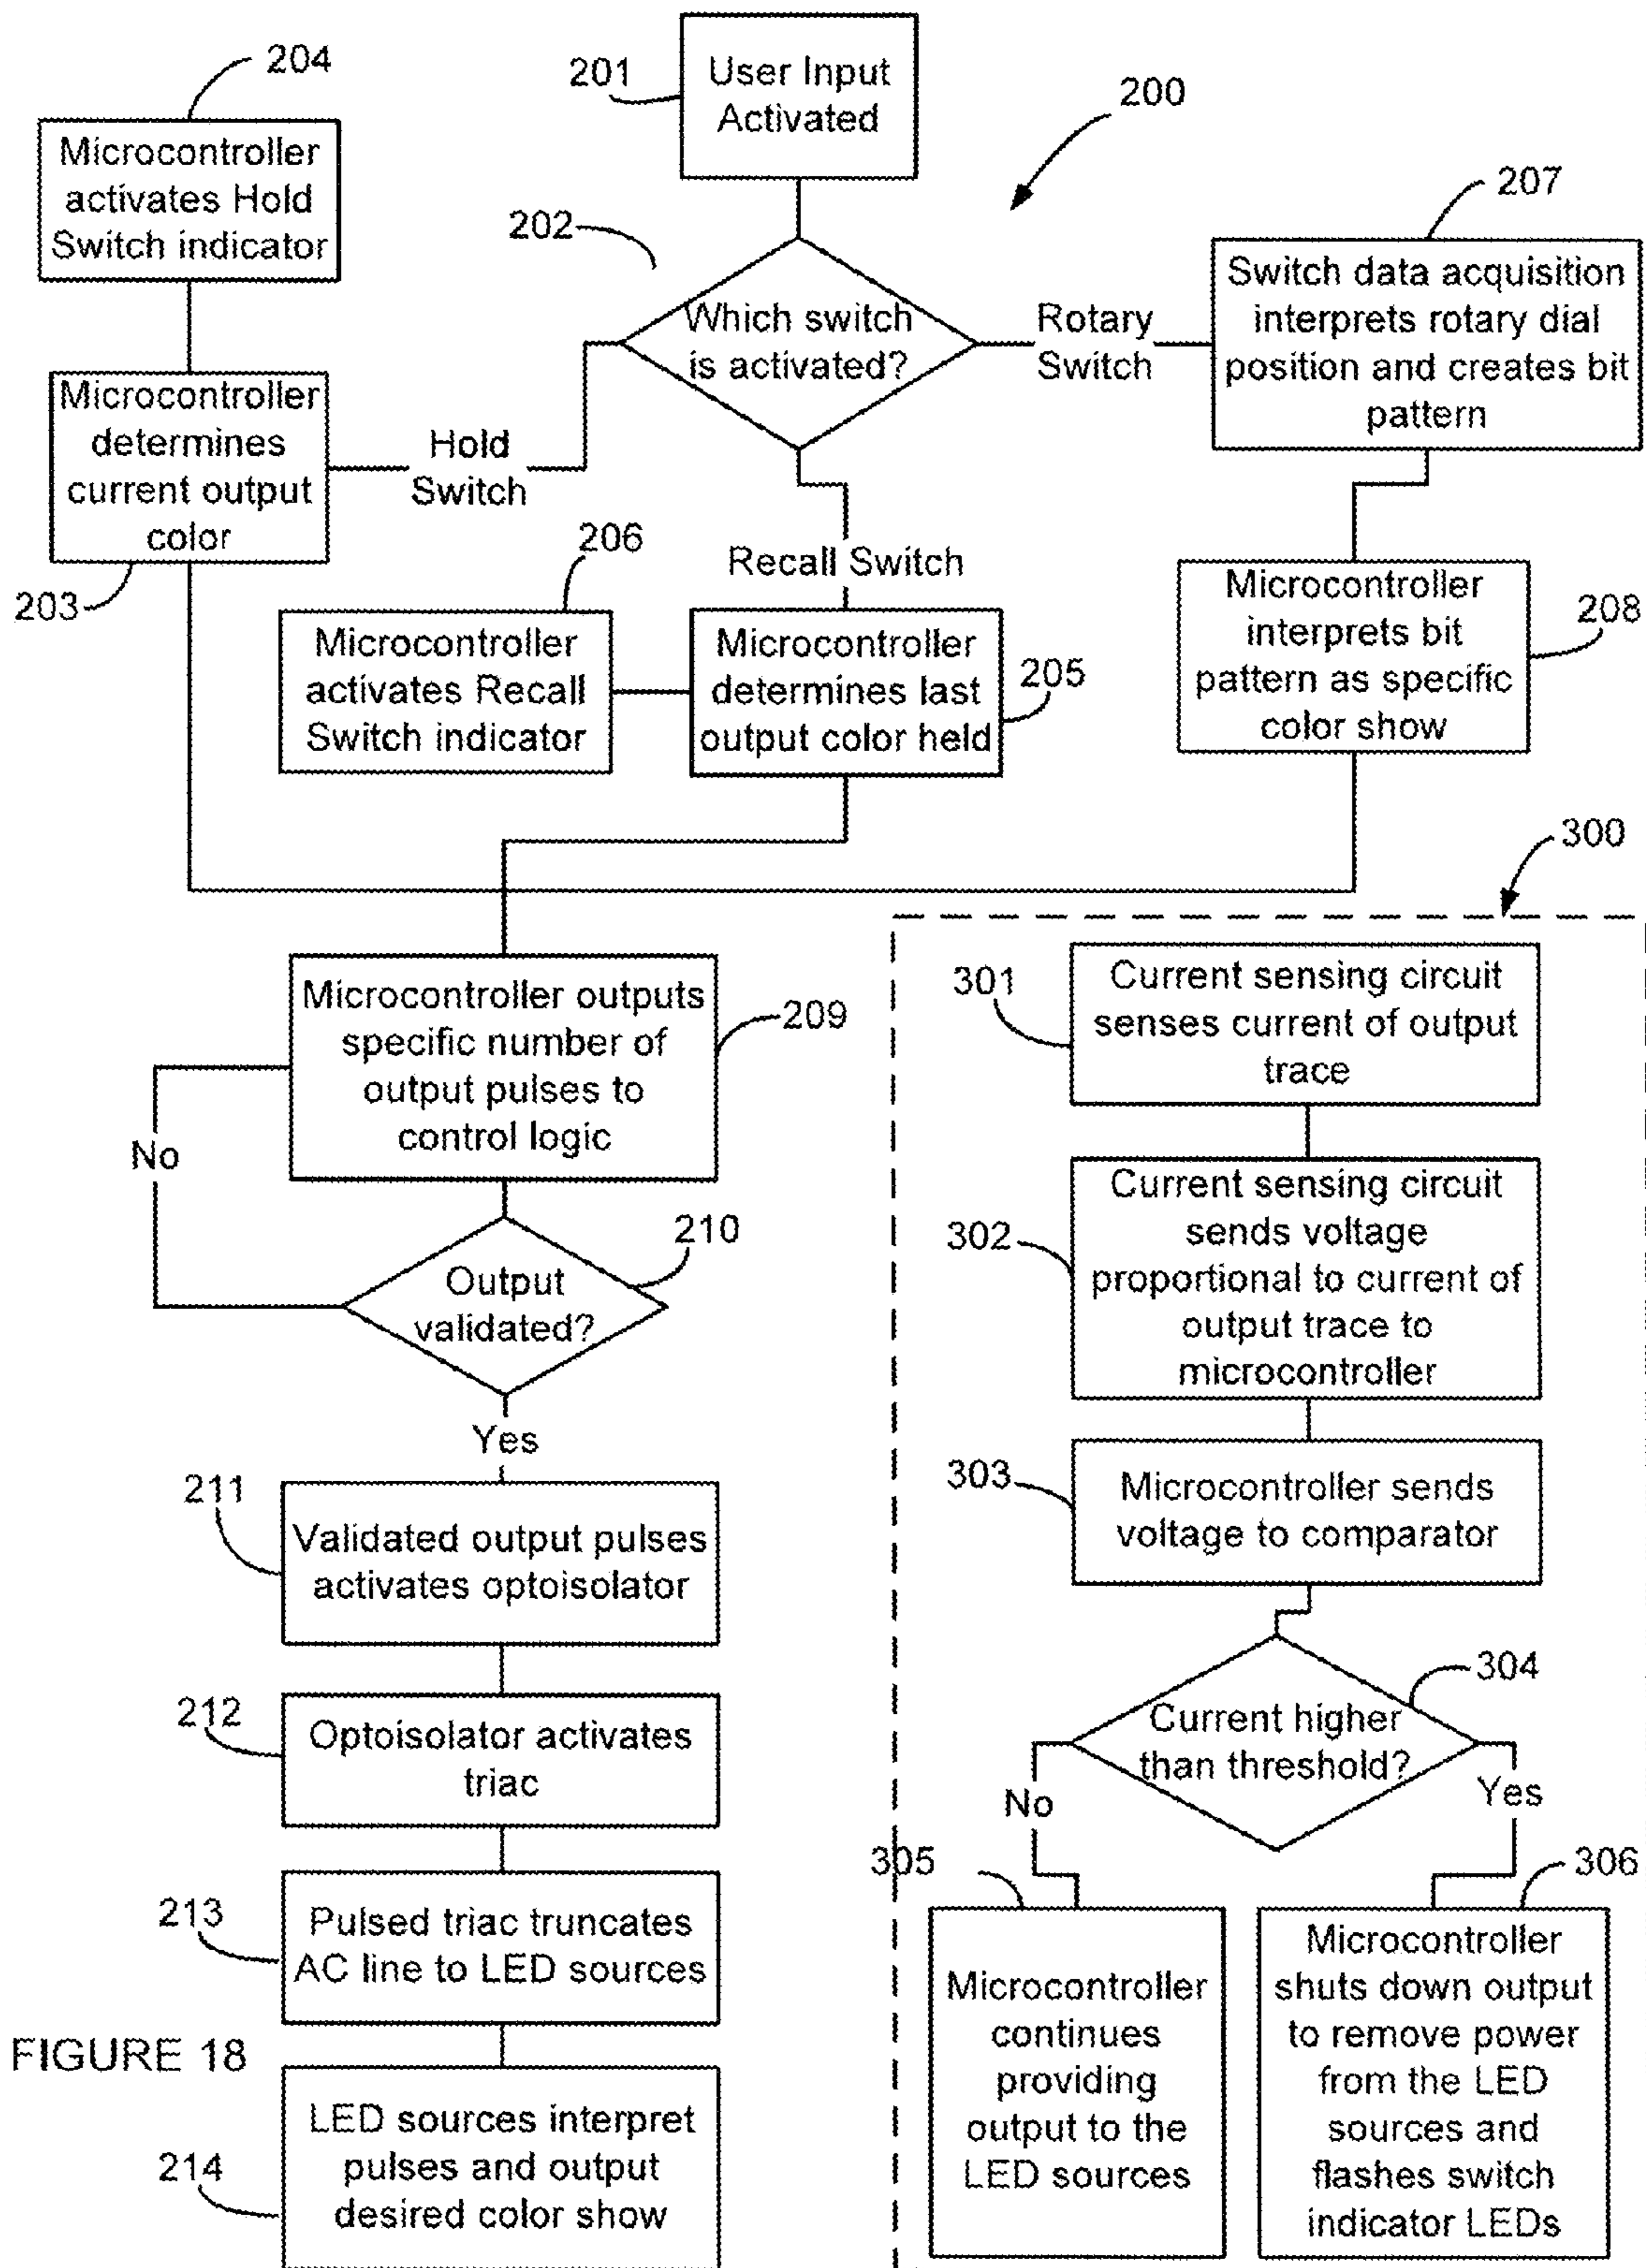 204
201
User Input
Activated
200
Microcontroller
activates Hold
Switch indicator
202
207
Which switch
is activated?
Rotary
Switch
Switch data acquisition
interprets rotary dial
position and creates bit
pattern
Microcontroller
determines
current output
color
203
Hold
Switch
206
Recall Switch
Microcontroller
activates Recall
Switch indicator
Microcontroller
determines last
output color held
205
Microcontroller
interprets bit
pattern as specific
color show
208
300
Microcontroller outputs
specific number of
output pulses to
control logic
209
No
210
Output
validated?
Yes
211
Validated output pulses
activates optoisolator
212
Optoisolator activates
triac
213
Pulsed triac truncates
AC line to LED sources
214
LED sources interpret
pulses and output
desired color show
301
Current sensing circuit
senses current of output
trace
302
Current sensing circuit
sends voltage
proportional to current of
output trace to
microcontroller
303
Microcontroller sends
voltage to comparator
304
Current higher
than threshold?
No
Yes
305
306
Microcontroller
continues
providing
output to the
LED sources
Microcontroller
shuts down output
to remove power
from the LED
sources and
flashes switch
indicator LEDs
FIGURE 18